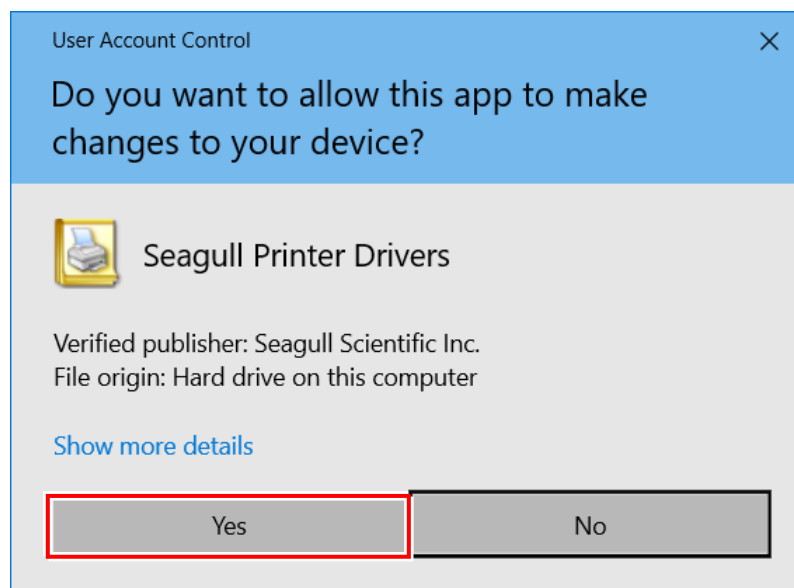 User Account Control
Do you want to allow this app to make
changes to your device?
Seagull Printer Drivers
Verified publisher: Seagull Scientific Inc.
File origin: Hard drive on this computer
Show more details
Yes
No